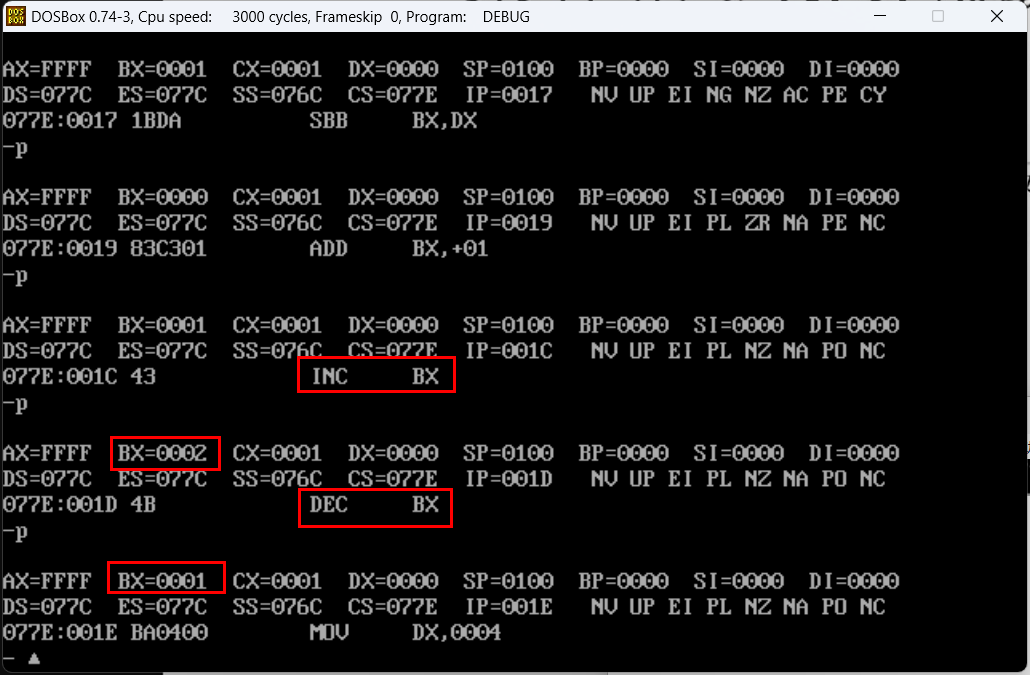 DOSBox 0.74-3, Cpu speed: 3000 cycles, Frameskip 0, Program: DEBUG
AX=FFFF BX=0001 CX=0001 DX=0000 SP=0100 BP=0000 SI=0000 DI=0000
DS=077C ES=077C SS=076C CS=077E IP=0017 NV UP EI NG NZ AC PE CY
077E:0017 1BDA SBB BX,DX
-p
AX=FFFF BX=0000 CX=0001 DX=0000 SP=0100 BP=0000 SI=0000 DI=0000
DS=077C ES=077C SS=076C CS=077E IP=0019 NV UP EI PL ZR NA PE NC
077E:0019 83C301 ADD BX,+01
-p
AX=FFFF BX=0001 CX=0001 DX=0000 SP=0100 BP=0000 SI=0000 DI=0000
DS=077C ES=077C SS=076C CS=077E IP=001C NV UP EI PL NZ NA PO NC
077E:001C 43 INC BX
-p
AX=FFFF BX=0002 CX=0001 DX=0000 SP=0100 BP=0000 SI=0000 DI=0000
DS=077C ES=077C SS=076C CS=077E IP=001D NV UP EI PL NZ NA PO NC
077E:001D 4B DEC BX
-p
AX=FFFF BX=0001 CX=0001 DX=0000 SP=0100 BP=0000 SI=0000 DI=0000
DS=077C ES=077C SS=076C CS=077E IP=001E NV UP EI PL NZ NA PO NC
077E:001E BA0400 MOV DX,0004
-